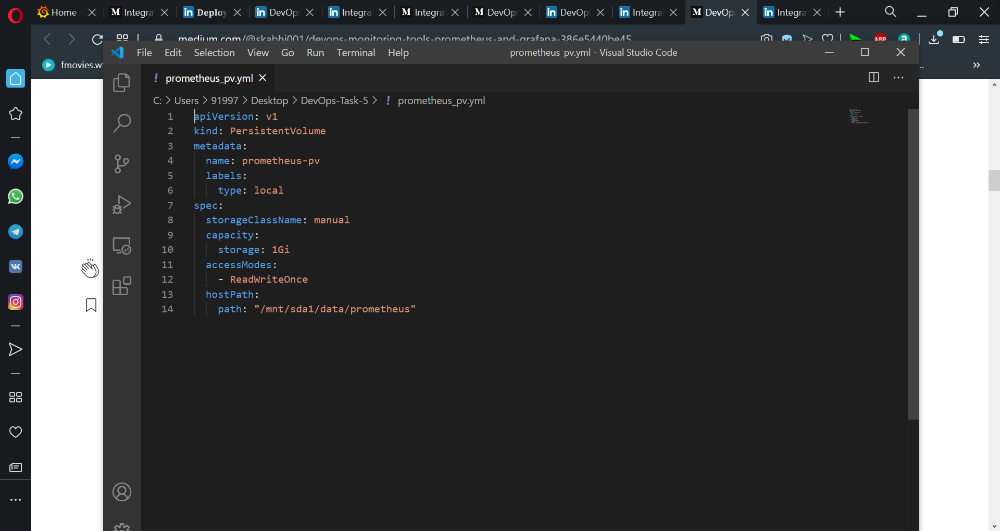 Home
Integra
Deploy
DevOp
Integra
Integra
DevOp
DevOp
Integra
DevOp
Integra
medium.com/@skabhi001/devops-monitoring-tools-prometheus-and-grafana-386e5440be45
ABP
fmovies.wt
File Edit Selection View Go Run Terminal Help
prometheus_pv.yml - Visual Studio Code
! prometheus_pv.yml
C: > Users > 91997 > Desktop > DevOps-Task-5 > ! prometheus_pv.yml
1 apiVersion: v1
2 kind: PersistentVolume
3 metadata:
4 name: prometheus-pv
5 labels:
6 type: local
7 spec:
8 storageClassName: manual
9 capacity:
10 storage: 1Gi
11 accessModes:
12 - ReadWriteOnce
13 hostPath:
14 path: "/mnt/sda1/data/prometheus"